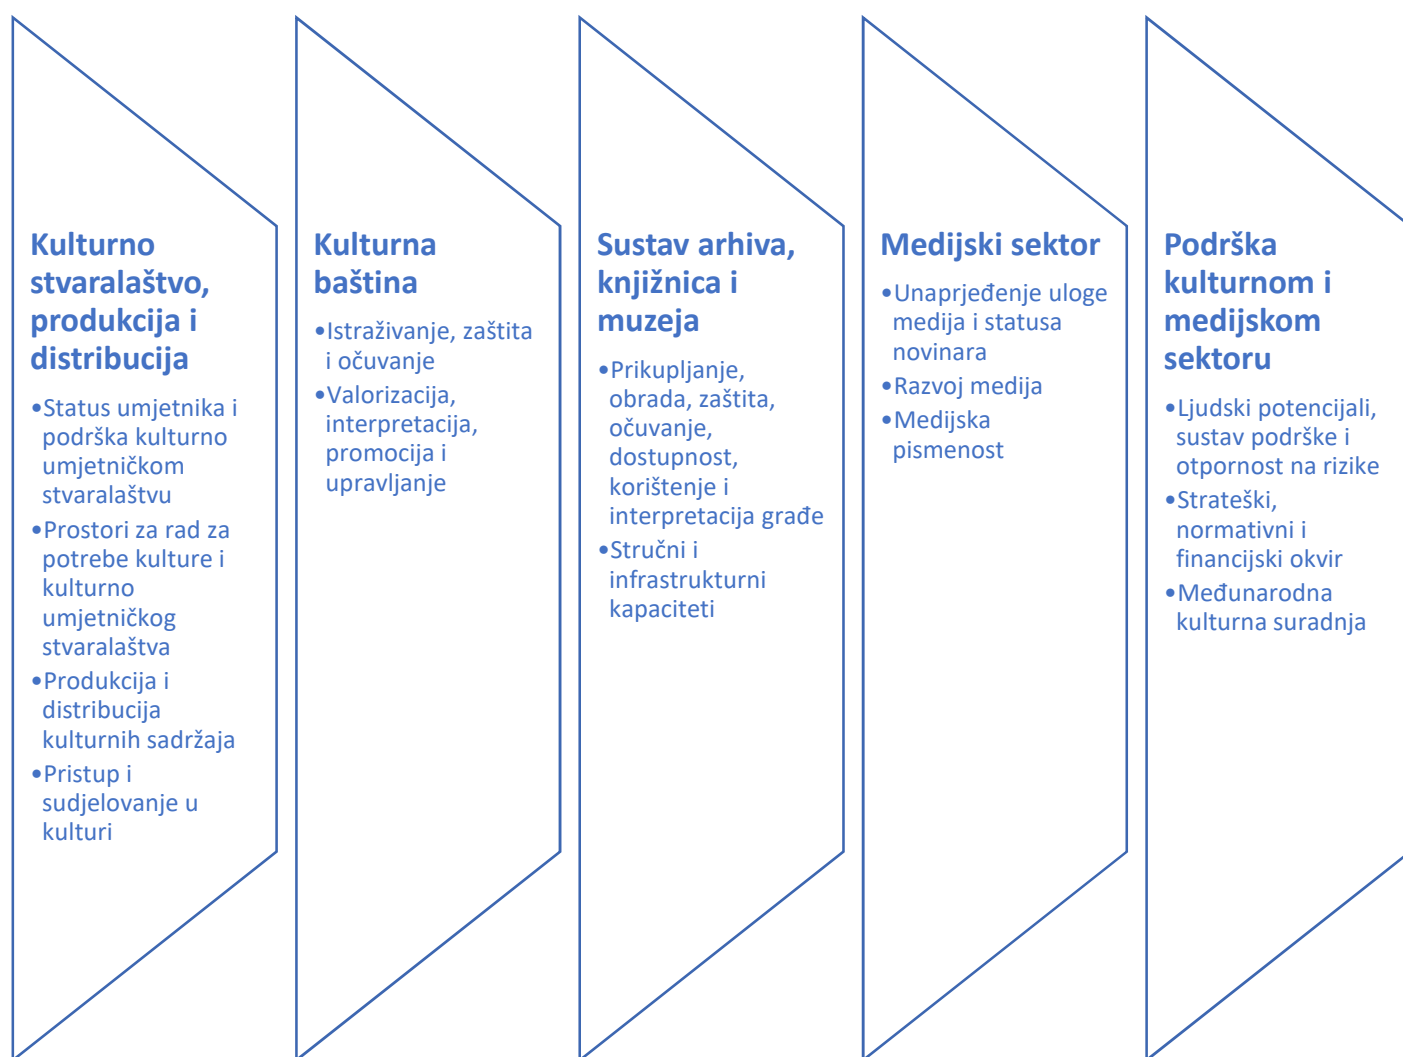 Kulturno
stvaralaštvo,
produkcija i
distribucija
•Status umjetnika i
podrška kulturno
umjetničkom
stvaralaštvu
•Prostori za rad za
potrebe kulture i
kulturno
umjetničkog
stvaralaštva
•Produkcija i
distribucija
kulturnih sadržaja
•Pristup i
sudjelovanje u
kulturi
Kulturna
baština
•Istraživanje, zaštita
i očuvanje
•Valorizacija,
interpretacija,
promocija i
upravljanje
Sustav arhiva,
knjižnica i
muzeja
•Prikupljanje,
obrada, zaštita,
očuvanje,
dostupnost,
korištenje i
interpretacija građe
•Stručni i
infrastrukturni
kapaciteti
Medijski sektor
•Unaprjeđenje uloge
medija i statusa
novinara
•Razvoj medija
•Medijska
pismenost
Podrška
kulturnom i
medijskom
sektoru
•Ljudski potencijali,
sustav podrške i
otpornost na rizike
•Strateški,
normativni i
financijski okvir
•Međunarodna
kulturna suradnja